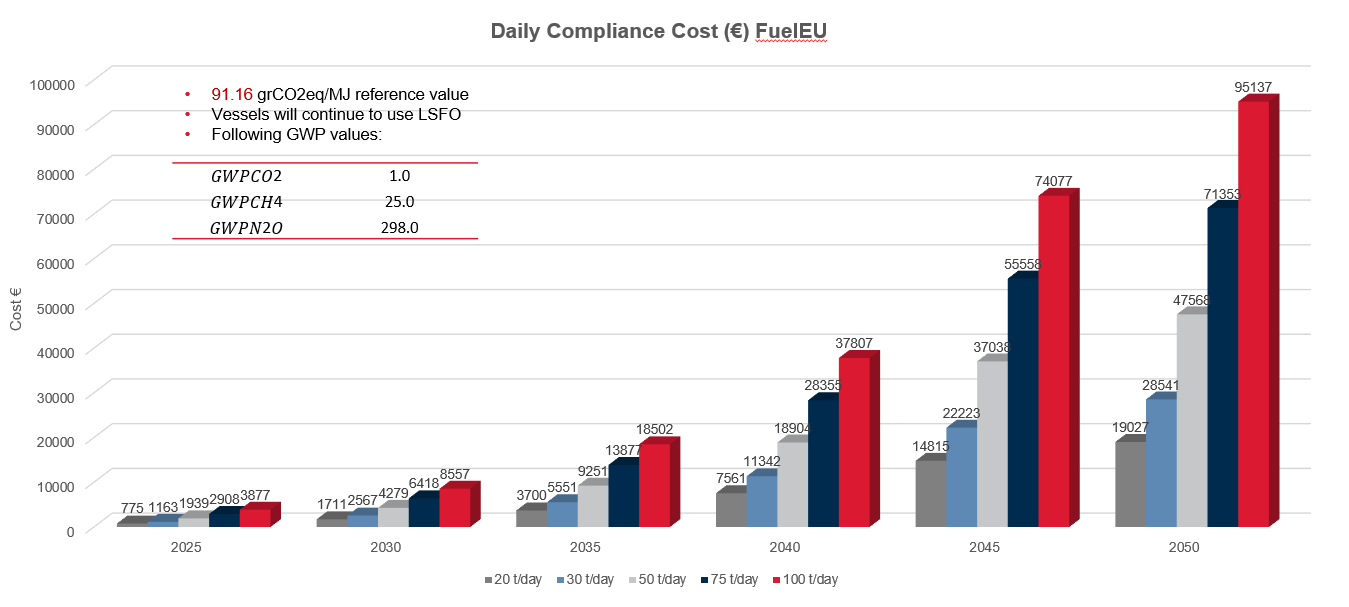 Daily Compliance Cost (€) FuelEU
• 91.16 grCO2eq/MJ reference value
• Vessels will continue to use LSFO
• Following GWP values:
GWPCO2 1.0
GWPCH4 25.0
GWPN2O 298.0
Cost €
100000
90000
80000
70000
60000
50000
40000
30000
20000
10000
0
775 1163 1939 2908 3877
1711 2567 4279 6418 8557
3700 5551 9251 13877 18502
7561 11342 18904 28355 37807
14815 22223 37038 55558 74077
19027 28541 47568 71353 95137
2025 2030 2035 2040 2045 2050
20 t/day 30 t/day 50 t/day 75 t/day 100 t/day